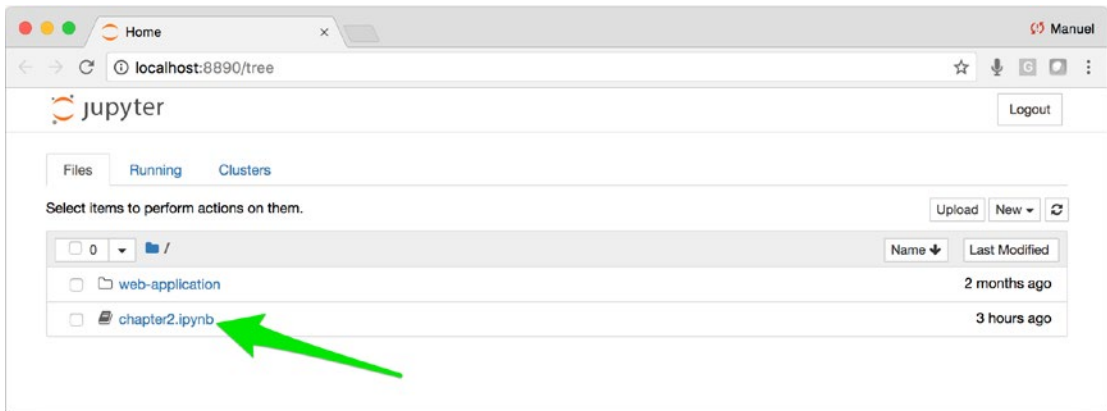 Home × Manuel
localhost:8890/tree G
jupyter Logout
Files Running Clusters
Select items to perform actions on them. Upload New
0 / Name Last Modified
web-application 2 months ago
chapter2.ipynb 3 hours ago